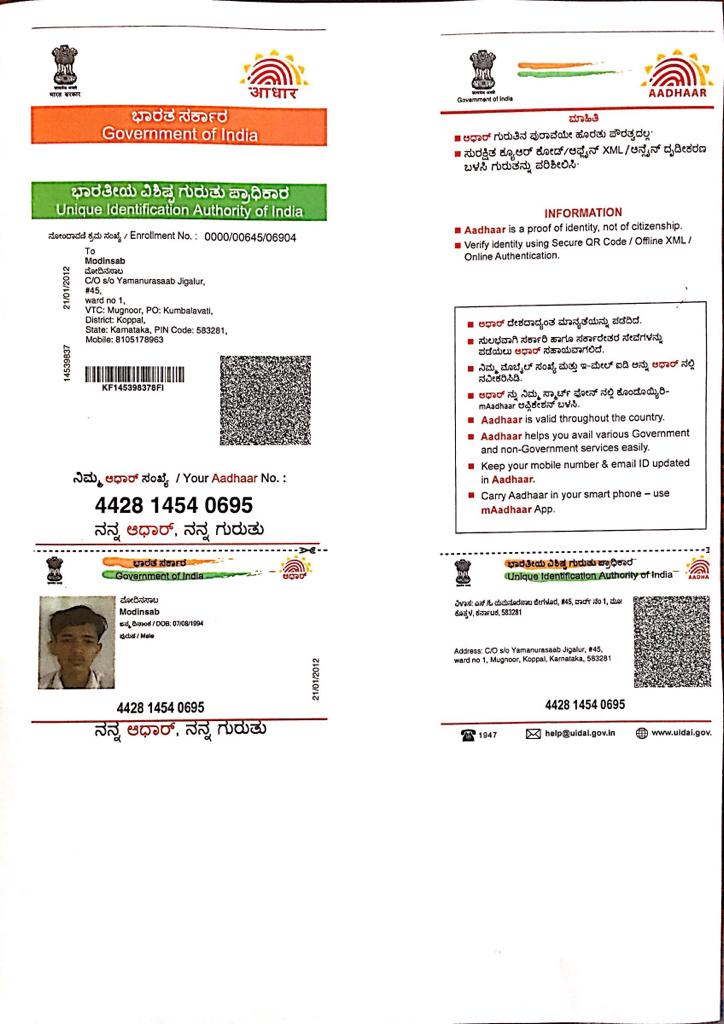 भारत सरकार
आधार
ಭಾರತ ಸರ್ಕಾರ
Government of India
ಭಾರತೀಯ ವಿಶಿಷ್ಟ ಗುರುತು ಪ್ರಾಧಿಕಾರ
Unique Identification Authority of India
ನೋಂದಾವಣೆ ಕ್ರಮ ಸಂಖ್ಯೆ / Enrollment No. : 0000/00645/06904
To
Modinsab
ಮೋದಿನಸಾಬ
C/O s/o Yamanurasaab Jigalur,
#45,
ward no 1,
VTC: Mugnoor, PO: Kumbalavati,
District: Koppal,
State: Karnataka, PIN Code: 583281,
Mobile: 8105178963
21/01/2012
14539837
KF145398378FI
ನಿಮ್ಮ ಆಧಾರ್ ಸಂಖ್ಯೆ / Your Aadhaar No. :
4428 1454 0695
ನನ್ನ ಆಧಾರ್, ನನ್ನ ಗುರುತು
ಭಾರತ ಸರ್ಕಾರ
Government of India
ಆಧಾರ್
ಮೋದಿನಸಾಬ
Modinsab
ಜನ್ಮ ದಿನಾಂಕ / DOB: 07/08/1994
ಪುರುಷ / Male
21/01/2012
4428 1454 0695
ನನ್ನ ಆಧಾರ್, ನನ್ನ ಗುರುತು
Government of India
AADHAAR
ಮಾಹಿತಿ
ಆಧಾರ್ ಗುರುತಿನ ಪುರಾವೆಯೇ ಹೊರತು ಪೌರತ್ವದಲ್ಲ.
ಸುರಕ್ಷಿತ ಕ್ಯೂಆರ್ ಕೋಡ್/ಆಫ್ಲೈನ್ XML/ಆನ್ಲೈನ್ ದೃಢೀಕರಣ
ಬಳಸಿ ಗುರುತನ್ನು ಪರಿಶೀಲಿಸಿ.
INFORMATION
Aadhaar is a proof of identity, not of citizenship.
Verify identity using Secure QR Code / Offline XML /
Online Authentication.
ಆಧಾರ್ ದೇಶದಾದ್ಯಂತ ಮಾನ್ಯತೆಯನ್ನು ಪಡೆದಿದೆ.
ಸುಲಭವಾಗಿ ಸರ್ಕಾರಿ ಹಾಗೂ ಸರ್ಕಾರೇತರ ಸೇವೆಗಳನ್ನು
ಪಡೆಯಲು ಆಧಾರ್ ಸಹಾಯವಾಗಲಿದೆ.
ನಿಮ್ಮ ಮೊಬೈಲ್ ಸಂಖ್ಯೆ ಮತ್ತು ಇ-ಮೇಲ್ ಐಡಿ ಅನ್ನು ಆಧಾರ್ ನಲ್ಲಿ
ನವೀಕರಿಸಿದಿ.
ಆಧಾರ್ ನ್ನು ನಿಮ್ಮ ಸ್ಮಾರ್ಟ್ ಫೋನ್ ನಲ್ಲಿ ಕೊಂಡೊಯ್ಯಿರಿ-
mAadhaar ಅಪ್ಲಿಕೇಶನ್ ಬಳಸಿ.
Aadhaar is valid throughout the country.
Aadhaar helps you avail various Government
and non-Government services easily.
Keep your mobile number & email ID updated
in Aadhaar.
Carry Aadhaar in your smart phone – use
mAadhaar App.
ಭಾರತೀಯ ವಿಶಿಷ್ಟ ಗುರುತು ಪ್ರಾಧಿಕಾರ
Unique Identification Authority of India
AADHA
ವಿಳಾಸ: ಎಸ್/ಓ ಯಮನೂರಸಾಬ ಜಿಗಳೂರ, #45, ವಾರ್ಡ್ ನಂ 1,
ಕೊಪ್ಪಳ, ಕರ್ನಾಟಕ, 583281
Address: C/O s/o Yamanurasaab Jigalur, #45,
ward no 1, Mugnoor, Koppal, Karnataka, 583281
4428 1454 0695
1947
help@uidai.gov.in
www.uidai.gov.